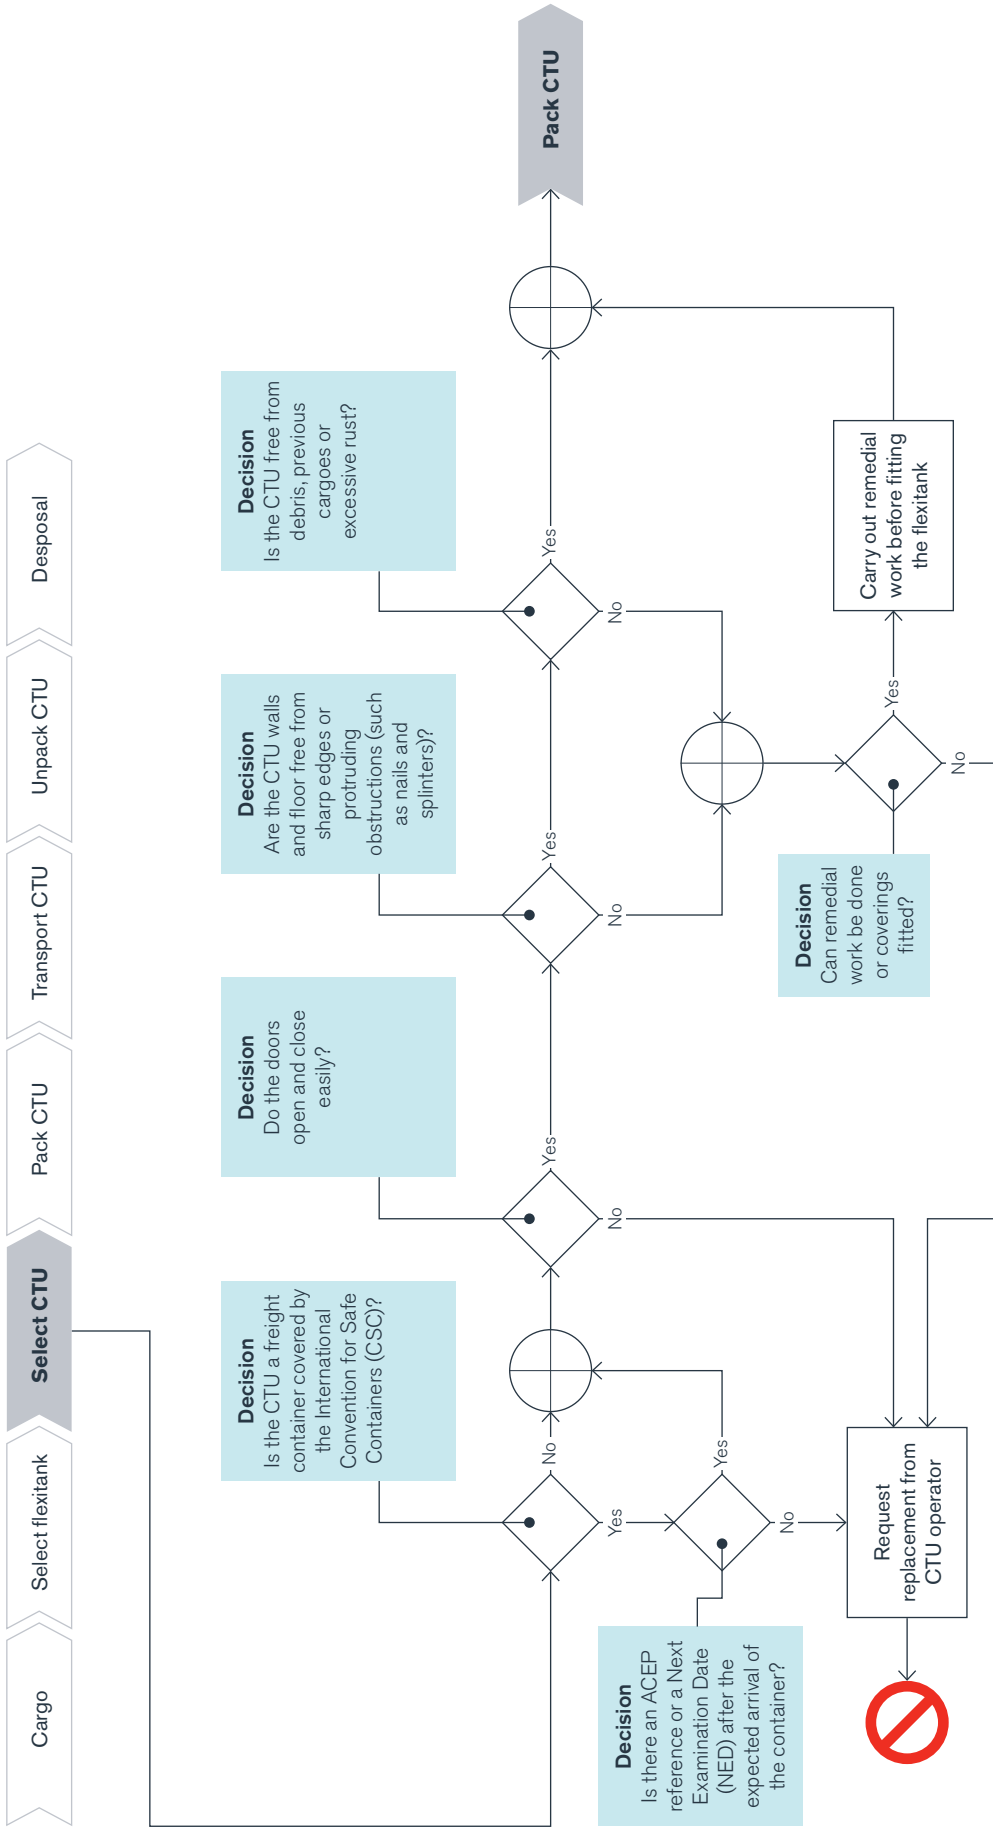 Cargo
Select flexitank
Select CTU
Pack CTU
Transport CTU
Unpack CTU
Desposal
Decision
Is the CTU a freight
container covered by
the International
Convention for Safe
Containers (CSC)?
Decision
Do the doors
open and close
easily?
Decision
Are the CTU walls
and floor free from
sharp edges or
protruding
obstructions (such
as nails and
splinters)?
Decision
Is the CTU free from
debris, previous
cargoes or
excessive rust?
No
Yes
Yes
No
Yes
No
Yes
No
Pack CTU
Decision
Is there an ACEP
reference or a Next
Examination Date
(NED) after the
expected arrival of
the container?
Yes
No
Decision
Can remedial
work be done
or coverings
fitted?
Yes
No
Request
replacement from
CTU operator
Carry out remedial
work before fitting
the flexitank